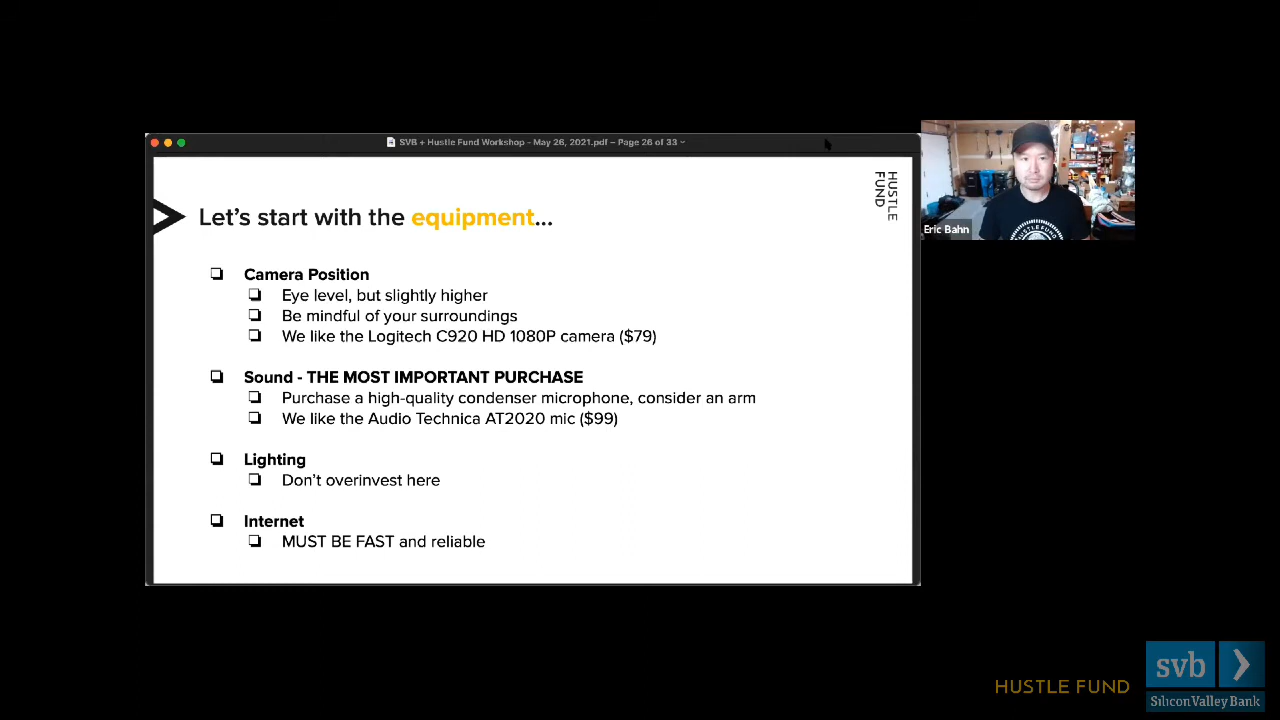 SVB + Hustle Fund Workshop - May 26, 2021.pdf – Page 26 of 33
HUSTLE
FUND
Let's start with the equipment...
Eric Bahn
Camera Position
Eye level, but slightly higher
Be mindful of your surroundings
We like the Logitech C920 HD 1080P camera ($79)
Sound - THE MOST IMPORTANT PURCHASE
Purchase a high-quality condenser microphone, consider an arm
We like the Audio Technica AT2020 mic ($99)
Lighting
Don't overinvest here
Internet
MUST BE FAST and reliable
HUSTLE FUND
svb
Silicon Valley Bank